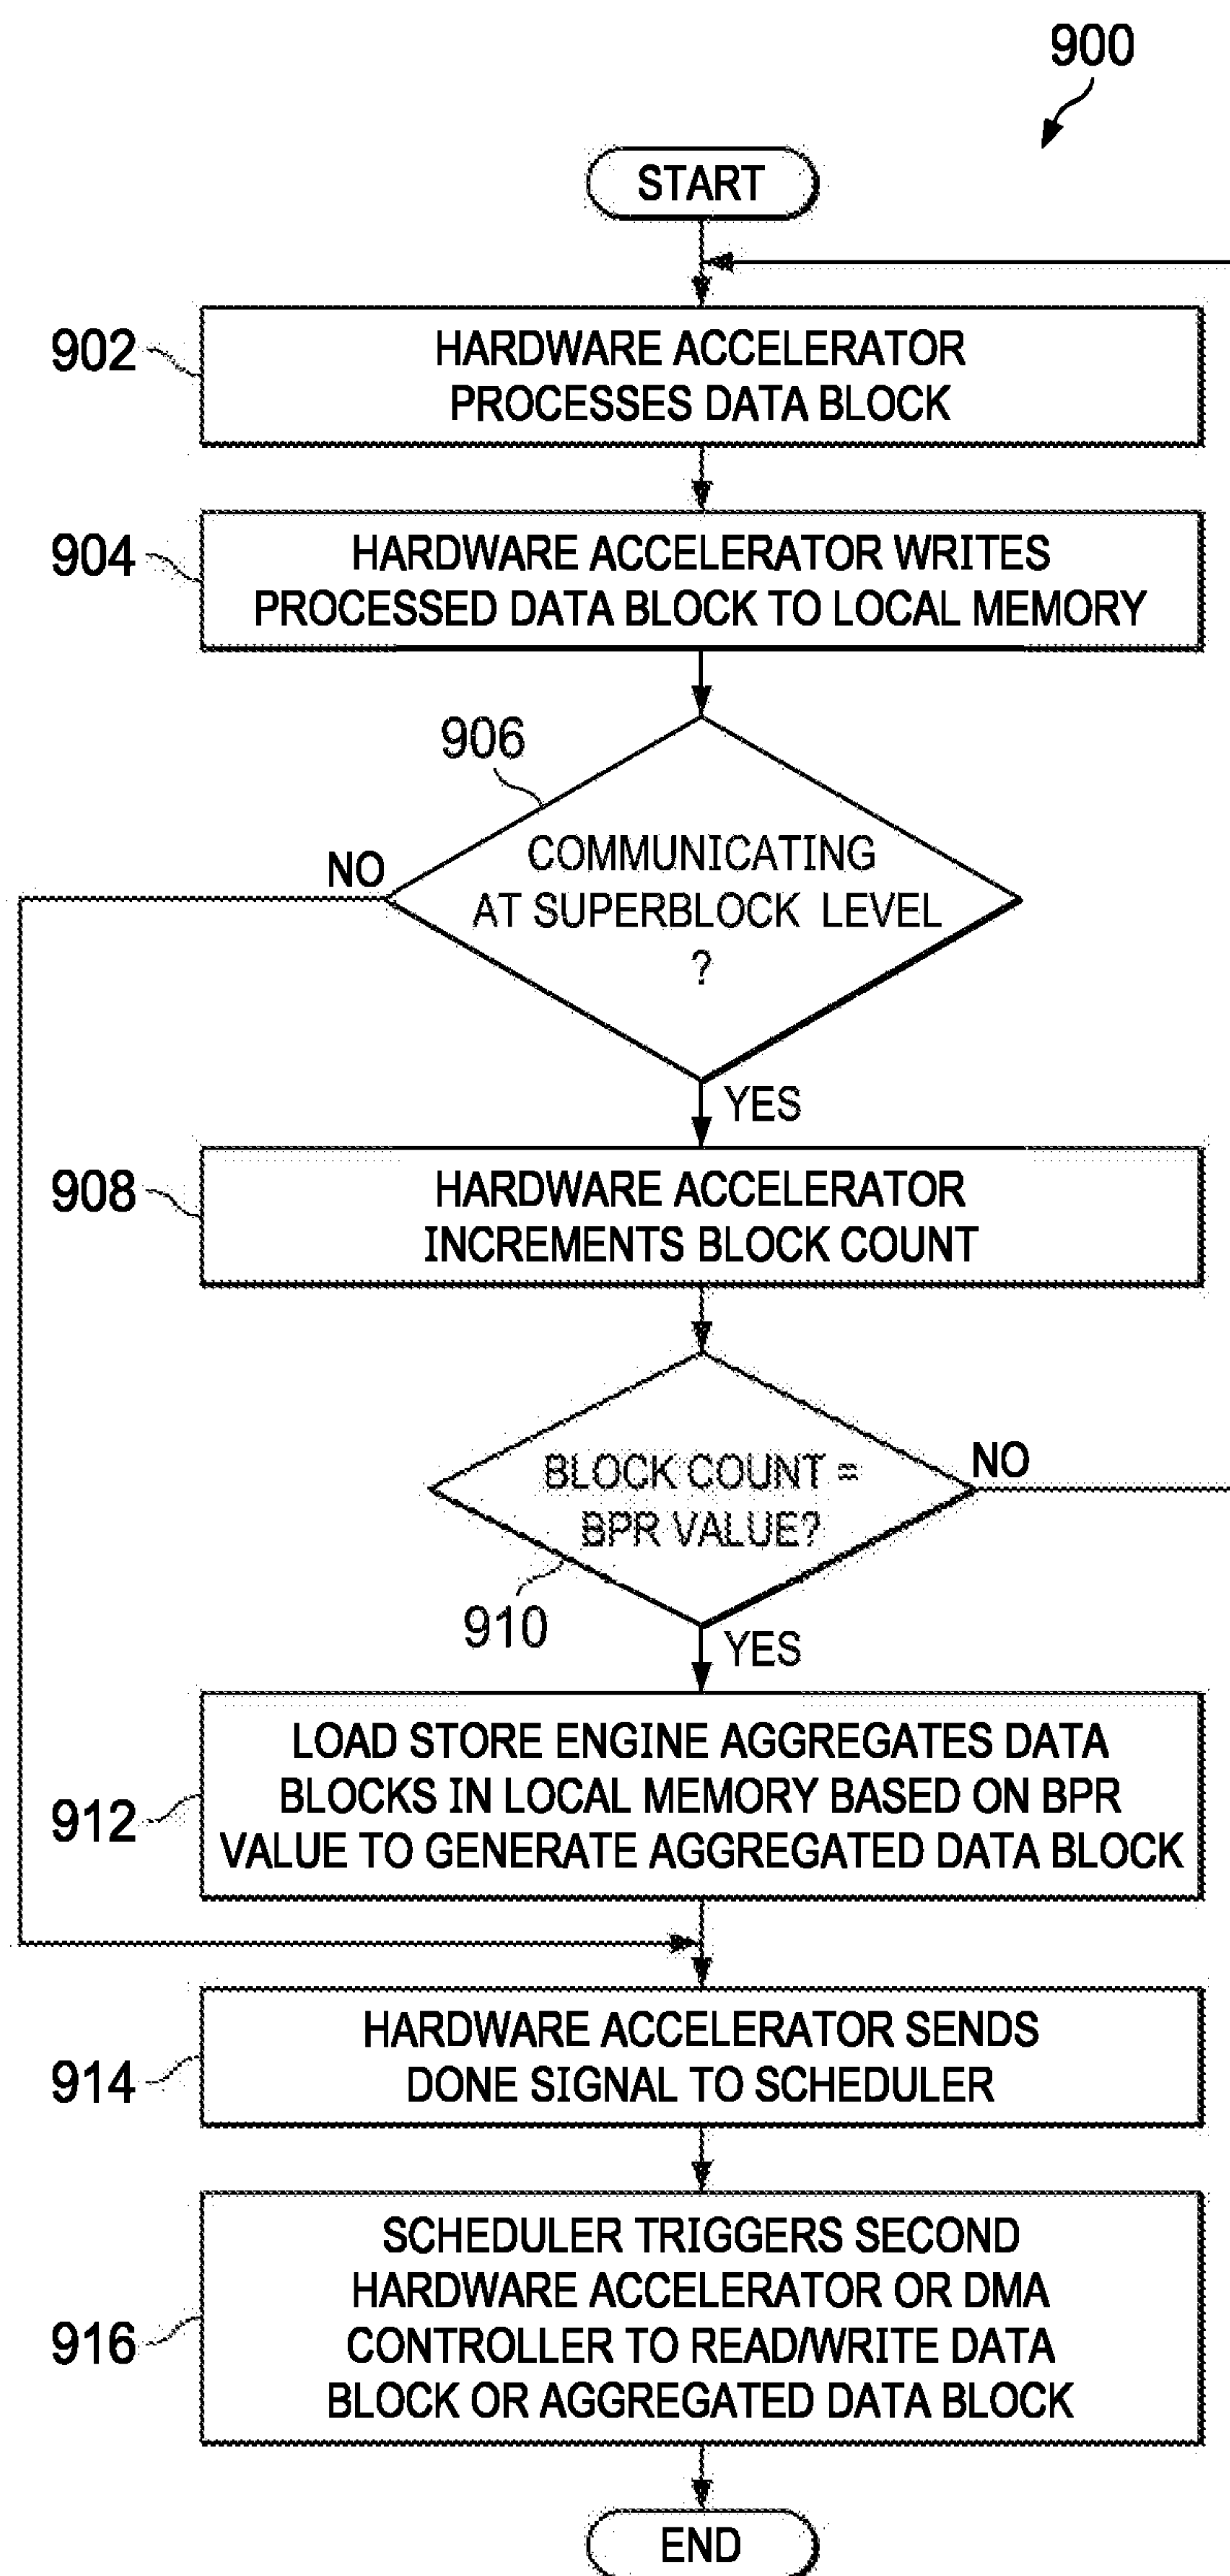 900
START
902
HARDWARE ACCELERATOR
PROCESSES DATA BLOCK
904
HARDWARE ACCELERATOR WRITES
PROCESSED DATA BLOCK TO LOCAL MEMORY
906
COMMUNICATING
AT SUPERBLOCK LEVEL
?
NO
YES
908
HARDWARE ACCELERATOR
INCREMENTS BLOCK COUNT
BLOCK COUNT =
BPR VALUE?
NO
910
YES
912
LOAD STORE ENGINE AGGREGATES DATA
BLOCKS IN LOCAL MEMORY BASED ON BPR
VALUE TO GENERATE AGGREGATED DATA BLOCK
914
HARDWARE ACCELERATOR SENDS
DONE SIGNAL TO SCHEDULER
916
SCHEDULER TRIGGERS SECOND
HARDWARE ACCELERATOR OR DMA
CONTROLLER TO READ/WRITE DATA
BLOCK OR AGGREGATED DATA BLOCK
END